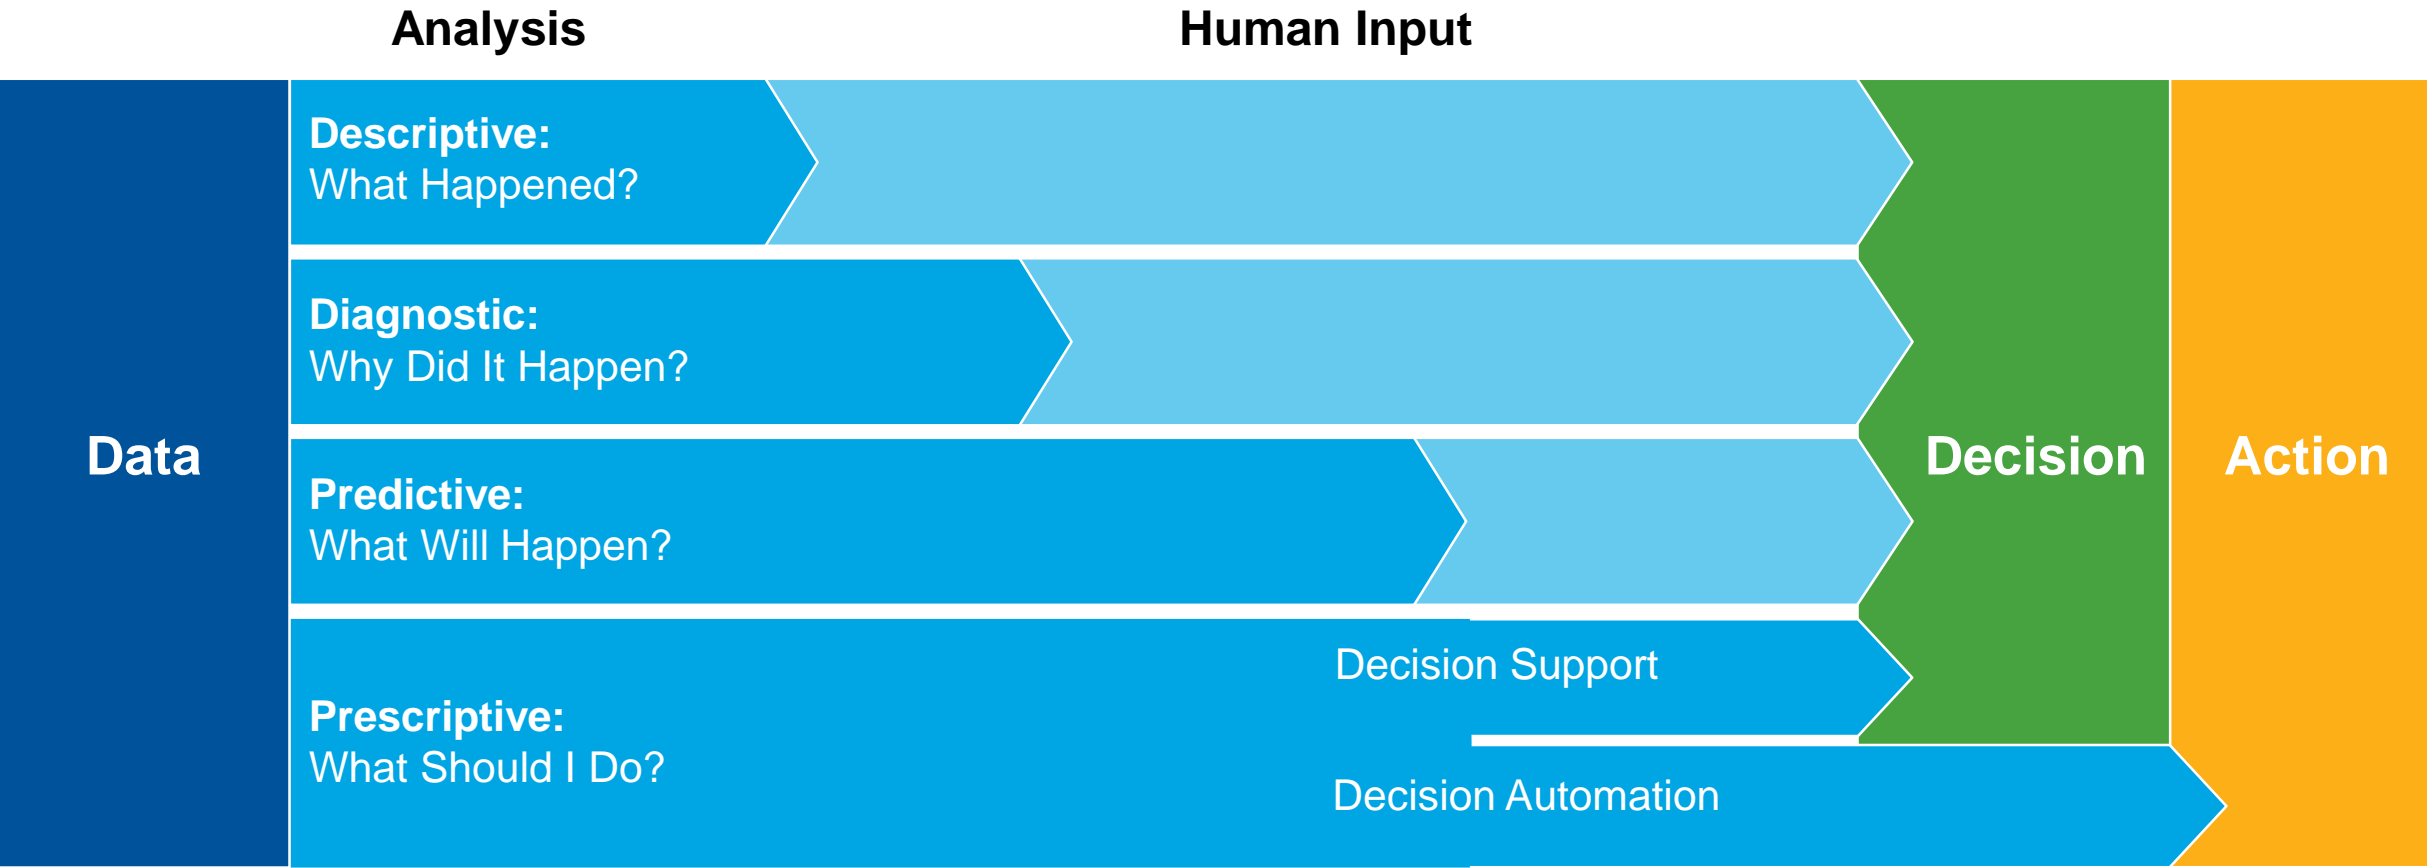 Analysis
Human Input
Descriptive:
What Happened?
Diagnostic:
Why Did It Happen?
Data
Decision
Action
Predictive:
What Will Happen?
Decision Support
Prescriptive:
What Should I Do?
Decision Automation